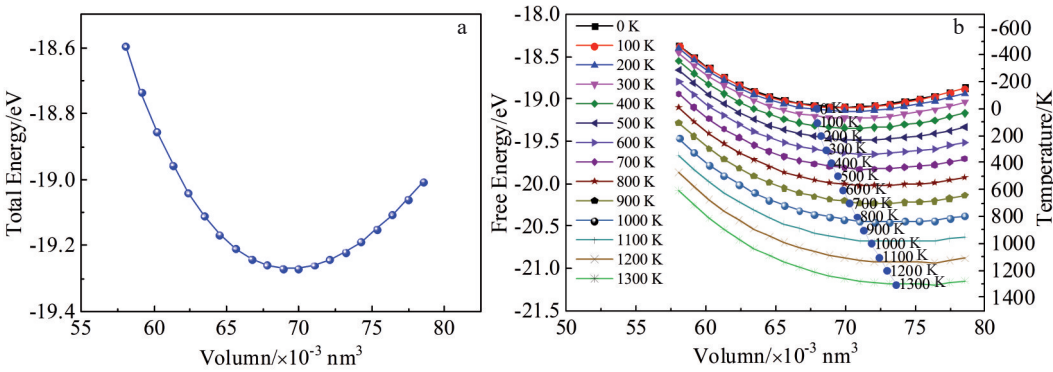 a
-18.6
-18.8
-19.0
-19.2
-19.4
Total Energy/eV
55
60
65
70
75
80
Volumn/×10⁻³ nm³
b
-18.0
-18.5
-19.0
-19.5
-20.0
-20.5
-21.0
-21.5
Free Energy/eV
0 K
100 K
200 K
300 K
400 K
500 K
600 K
700 K
800 K
900 K
1000 K
1100 K
1200 K
1300 K
0 K
100 K
200 K
300 K
400 K
500 K
600 K
700 K
800 K
900 K
1000 K
1100 K
1200 K
1300 K
-600
-400
-200
0
200
400
600
800
1000
1200
1400
Temperature/K
50
55
60
65
70
75
80
Volumn/×10⁻³ nm³